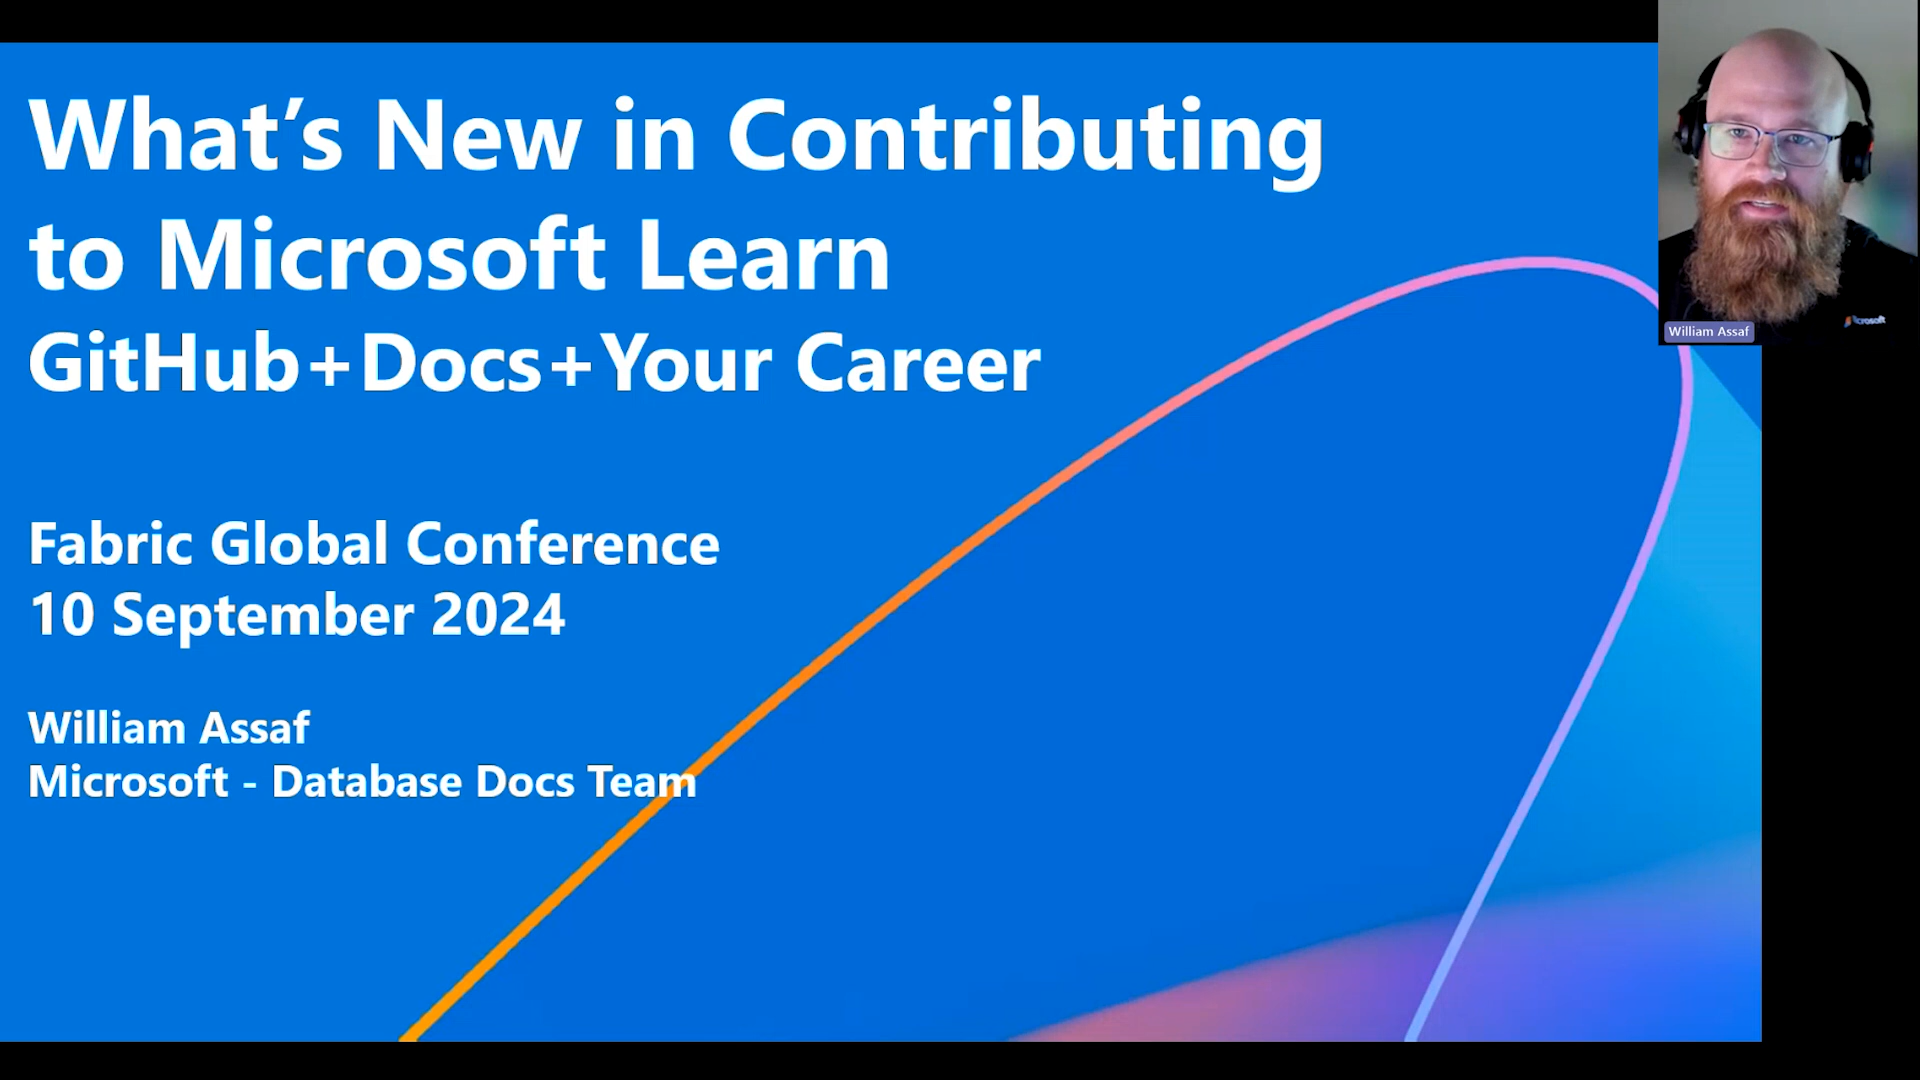 What’s New in Contributing
to Microsoft Learn
GitHub+Docs+Your Career
Fabric Global Conference
10 September 2024
William Assaf
Microsoft - Database Docs Team
William Assaf